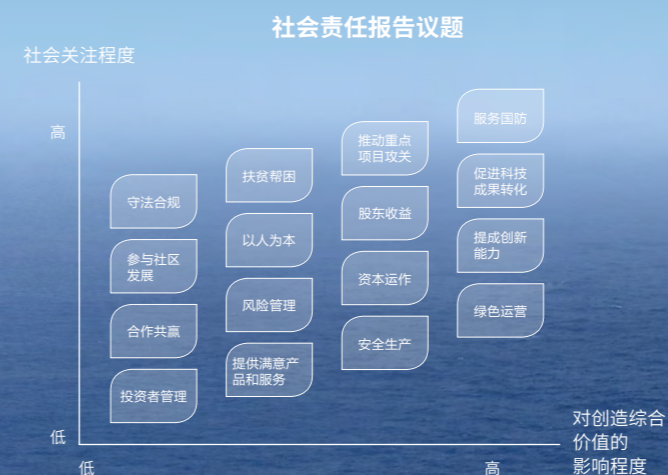 社会责任报告议题
社会关注程度
高
守法合规
参与社区
发展
合作共赢
投资者管理
扶贫帮困
以人为本
风险管理
提供满意产
品和服务
推动重点
项目攻关
股东收益
资本运作
安全生产
服务国防
促进科技
成果转化
提成创新
能力
绿色运营
低
低
高
对创造综合
价值的
影响程度